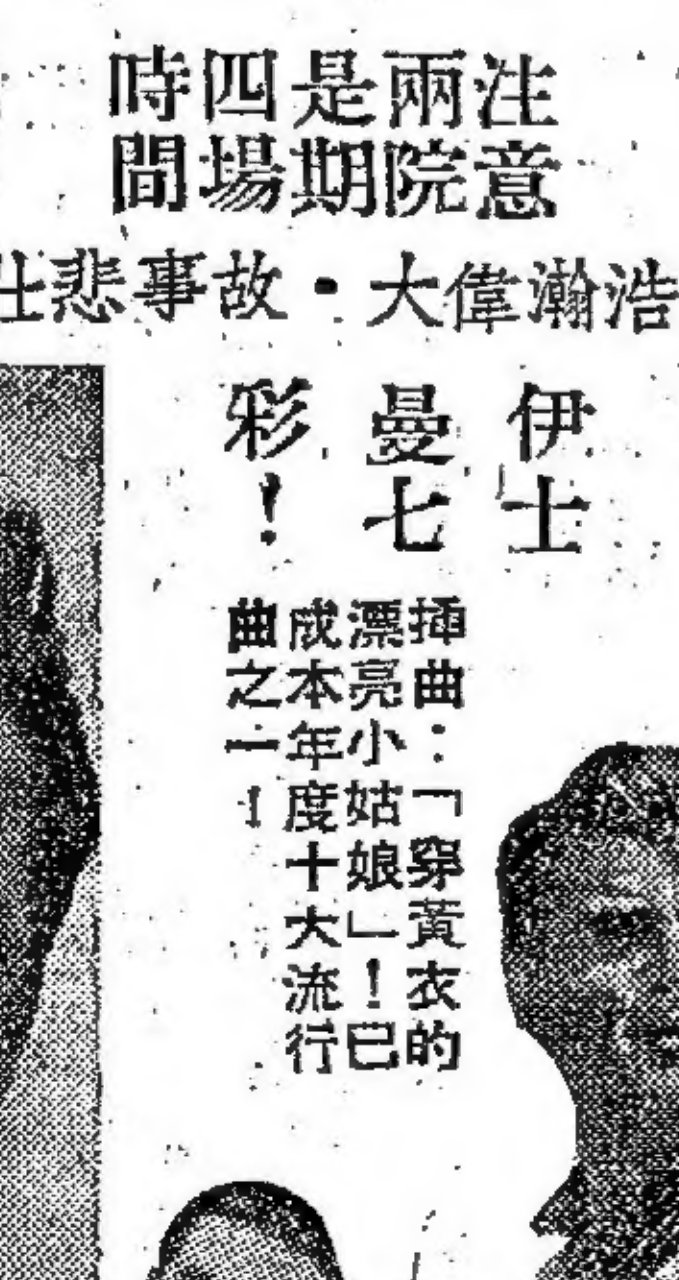 注意
兩院
是期
四場
時間
浩瀚偉大・故事悲
伊士
曼七
彩！
插曲：「穿黃衣的
漂亮小姑娘」！已
成本年度十大流行
曲之一！